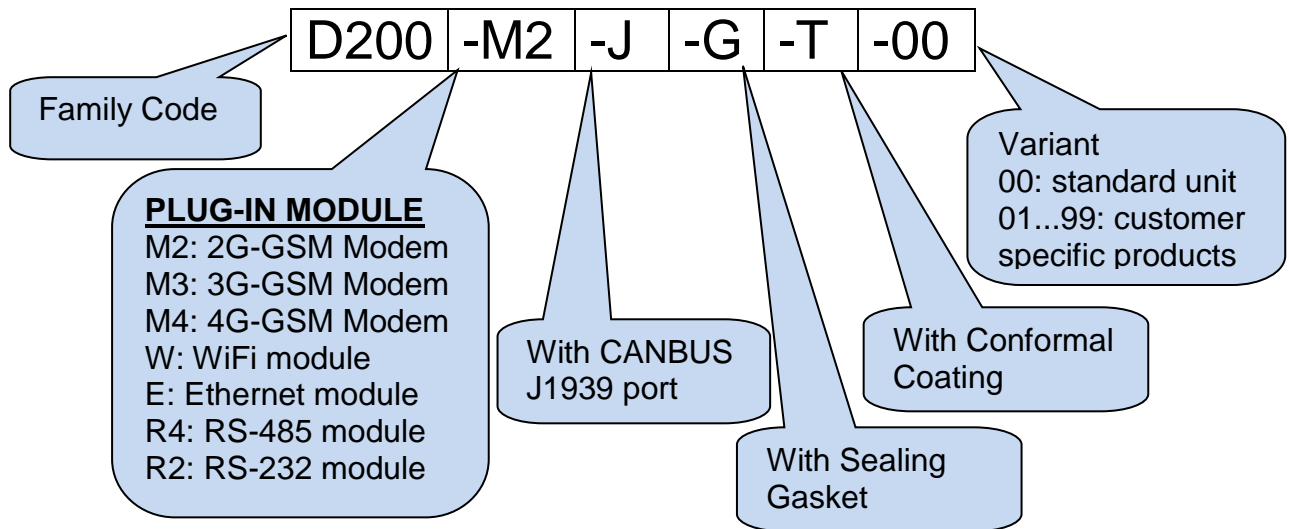 D200 -M2 -J -G -T -00
Family Code
PLUG-IN MODULE
M2: 2G-GSM Modem
M3: 3G-GSM Modem
M4: 4G-GSM Modem
W: WiFi module
E: Ethernet module
R4: RS-485 module
R2: RS-232 module
With CANBUS
J1939 port
With Sealing
Gasket
With Conformal
Coating
Variant
00: standard unit
01...99: customer
specific products